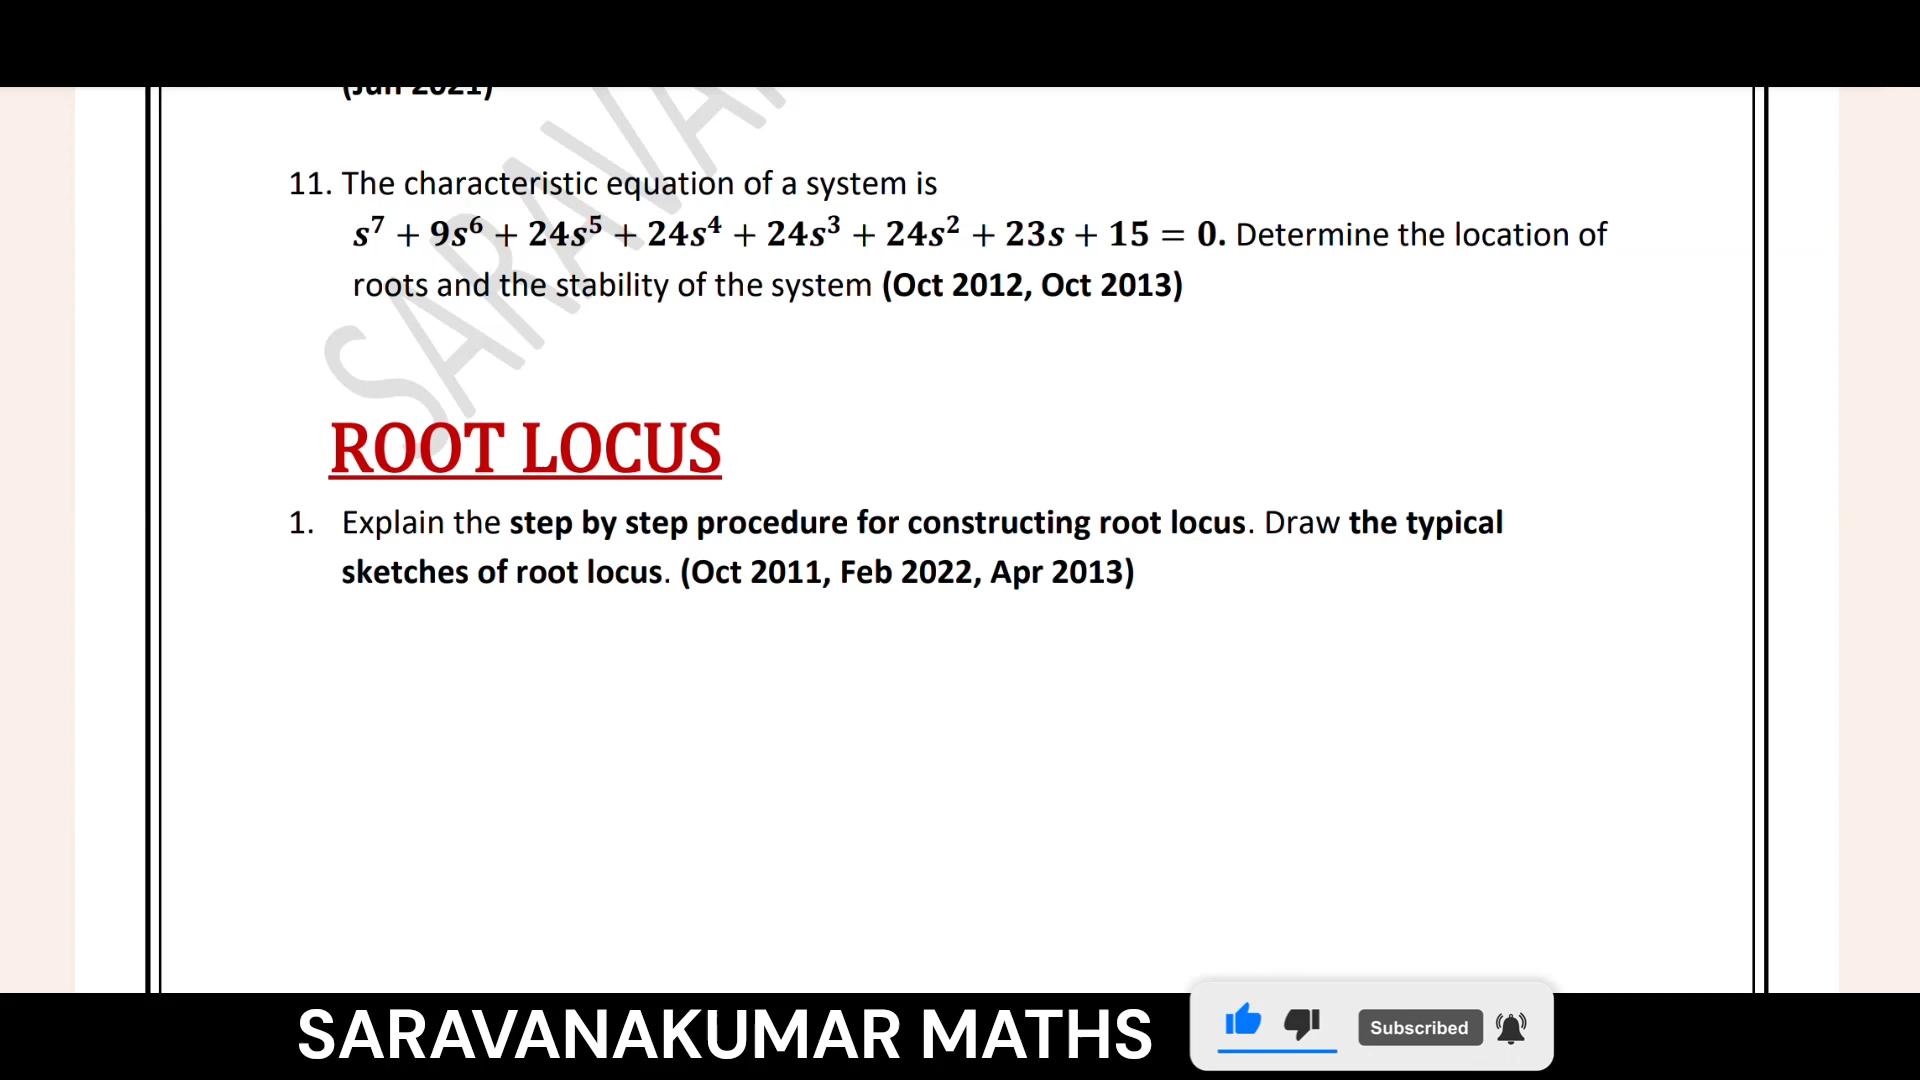 (Jun 2021)
11. The characteristic equation of a system is
s⁷ + 9s⁶ + 24s⁵ + 24s⁴ + 24s³ + 24s² + 23s + 15 = 0. Determine the location of
roots and the stability of the system (Oct 2012, Oct 2013)
ROOT LOCUS
1. Explain the step by step procedure for constructing root locus. Draw the typical
sketches of root locus. (Oct 2011, Feb 2022, Apr 2013)
SARAVANAKUMAR MATHS
Subscribed